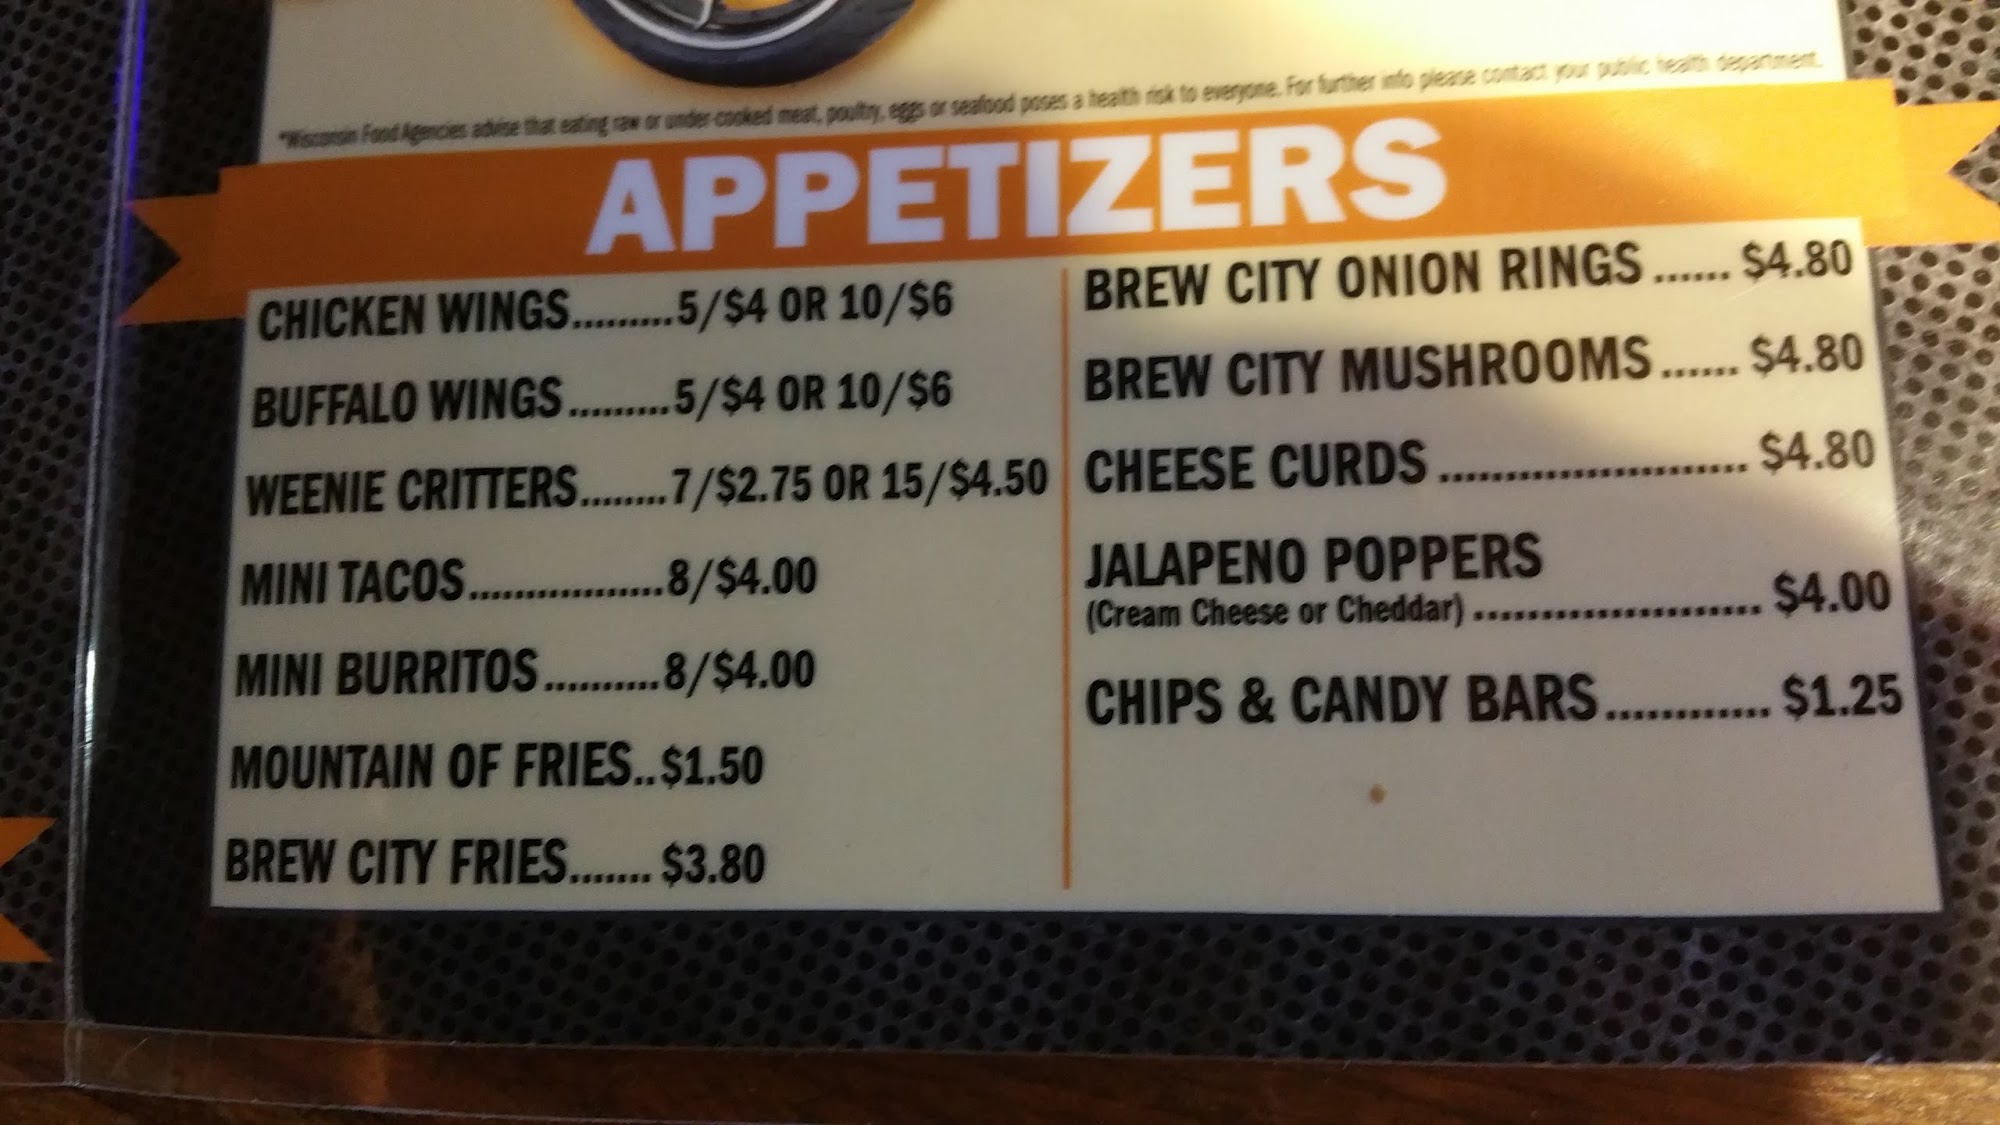 *Wisconsin Food Agencies advise that eating raw or under-cooked meat, poultry, eggs or seafood poses a health risk to everyone. For further info please contact your public health department.
APPETIZERS
CHICKEN WINGS.........5/$4 OR 10/$6
BUFFALO WINGS.........5/$4 OR 10/$6
WEENIE CRITTERS........7/$2.75 OR 15/$4.50
MINI TACOS.................8/$4.00
MINI BURRITOS..........8/$4.00
MOUNTAIN OF FRIES..$1.50
BREW CITY FRIES.......$3.80
BREW CITY ONION RINGS ...... $4.80
BREW CITY MUSHROOMS ...... $4.80
CHEESE CURDS ....................... $4.80
JALAPENO POPPERS
(Cream Cheese or Cheddar) ..................... $4.00
CHIPS & CANDY BARS............ $1.25